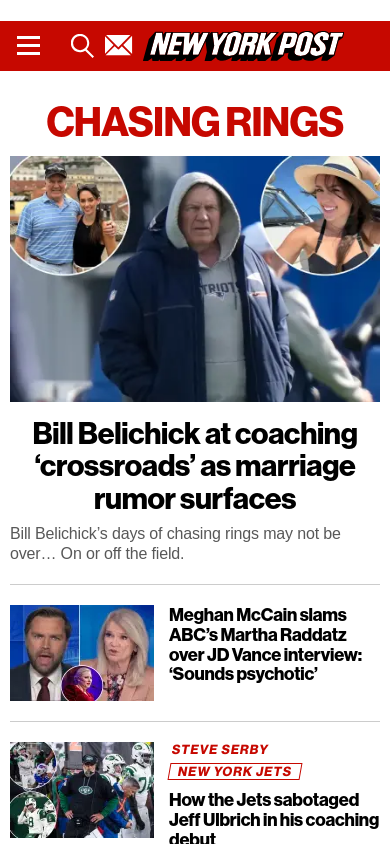 NEW YORK POST
CHASING RINGS
PATRIOTS
Bill Belichick at coaching
‘crossroads’ as marriage
rumor surfaces
Bill Belichick’s days of chasing rings may not be
over… On or off the field.
Meghan McCain slams
ABC’s Martha Raddatz
over JD Vance interview:
‘Sounds psychotic’
STEVE SERBY
NEW YORK JETS
How the Jets sabotaged
Jeff Ulbrich in his coaching
debut